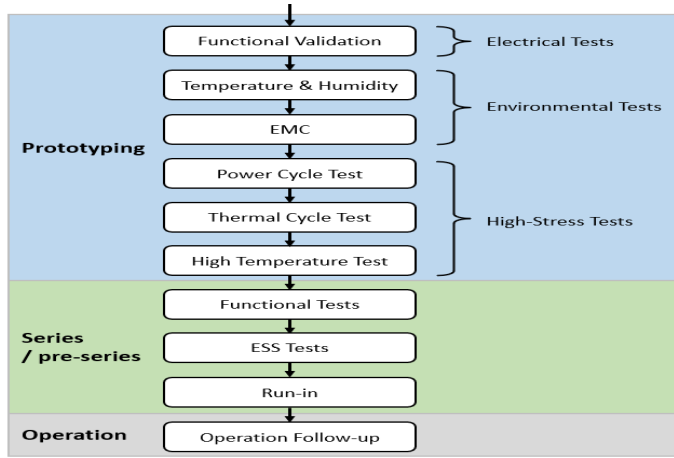 Functional Validation
Electrical Tests
Temperature & Humidity
Environmental Tests
EMC
Prototyping
Power Cycle Test
Thermal Cycle Test
High-Stress Tests
High Temperature Test
Functional Tests
Series
/ pre-series
ESS Tests
Run-in
Operation
Operation Follow-up